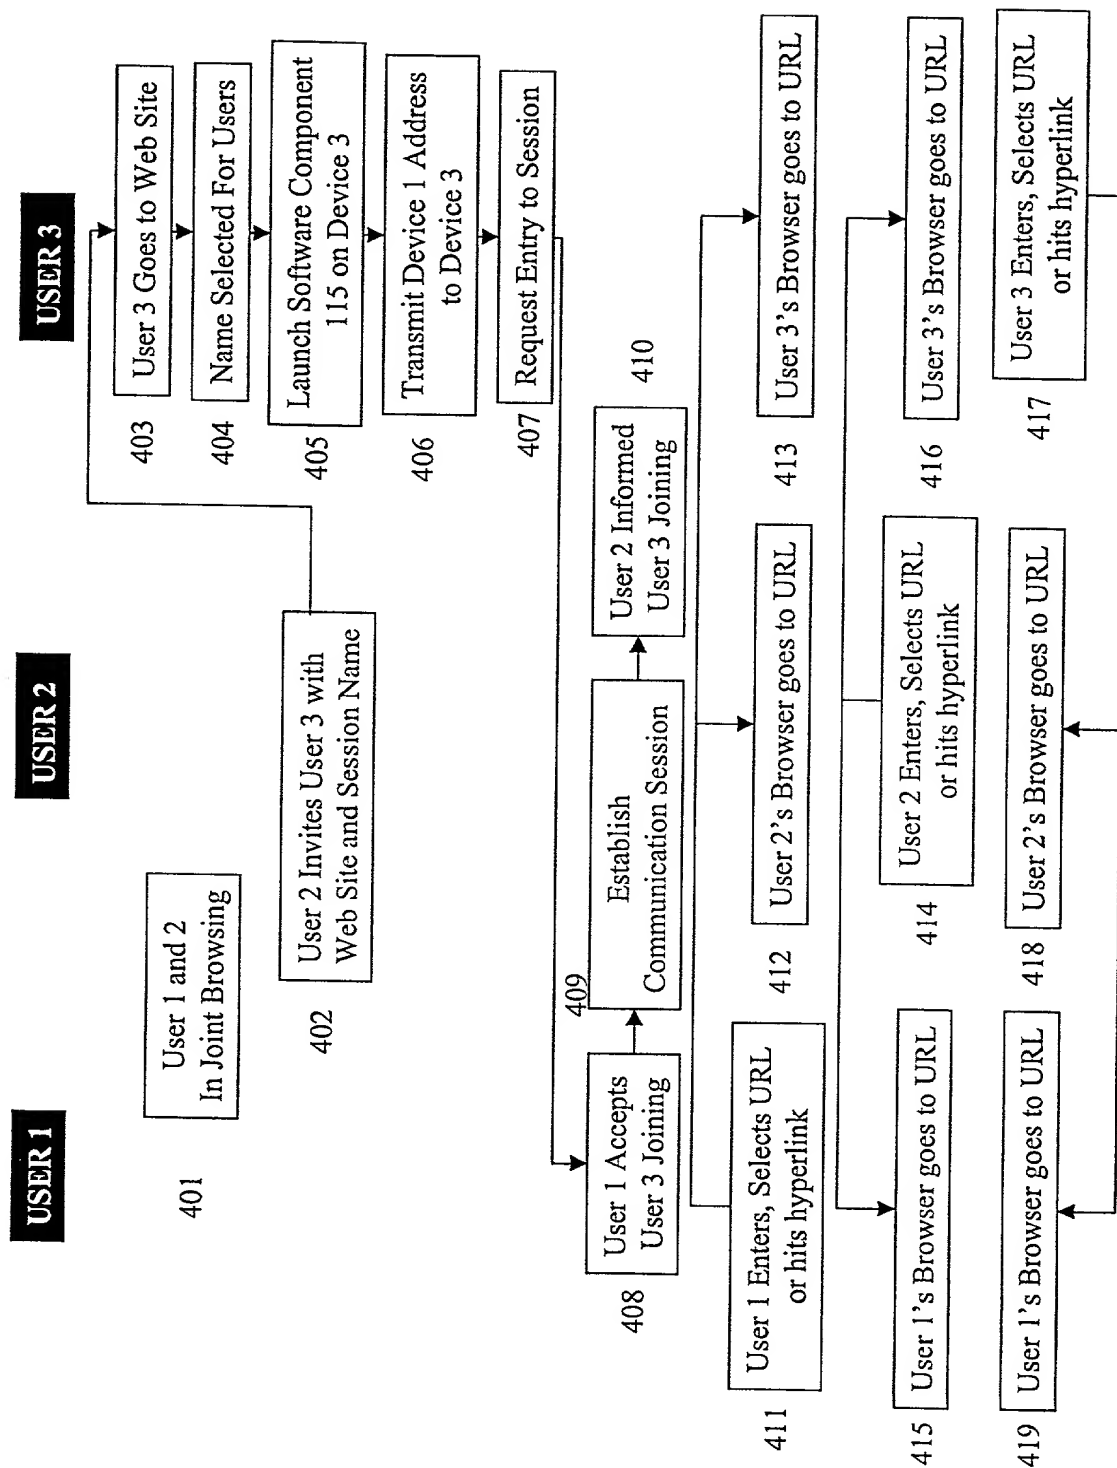 USER 1
USER 2
USER 3
401
User 1 and 2
In Joint Browsing
402
User 2 Invites User 3 with
Web Site and Session Name
403
User 3 Goes to Web Site
404
Name Selected For Users
405
Launch Software Component
115 on Device 3
406
Transmit Device 1 Address
to Device 3
407
Request Entry to Session
408
User 1 Accepts
User 3 Joining
409
Establish
Communication Session
410
User 2 Informed
User 3 Joining
411
User 1 Enters, Selects URL
or hits hyperlink
412
User 2's Browser goes to URL
413
User 3's Browser goes to URL
414
User 2 Enters, Selects URL
or hits hyperlink
415
User 1's Browser goes to URL
416
User 3's Browser goes to URL
417
User 3 Enters, Selects URL
or hits hyperlink
418
User 2's Browser goes to URL
419
User 1's Browser goes to URL